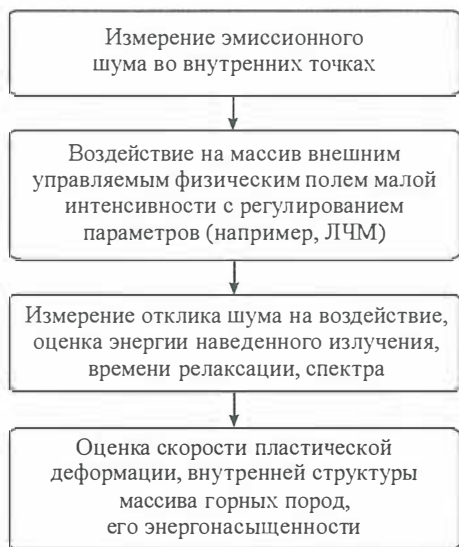 Измерение эмиссионного
шума во внутренних точках
Воздействие на массив внешним
управляемым физическим полем малой
интенсивности с регулированием
параметров (например, ЛЧМ)
Измерение отклика шума на воздействие,
оценка энергии наведенного излучения,
времени релаксации, спектра
Оценка скорости пластической
деформации, внутренней структуры
массива горных пород,
его энергонасыщенности